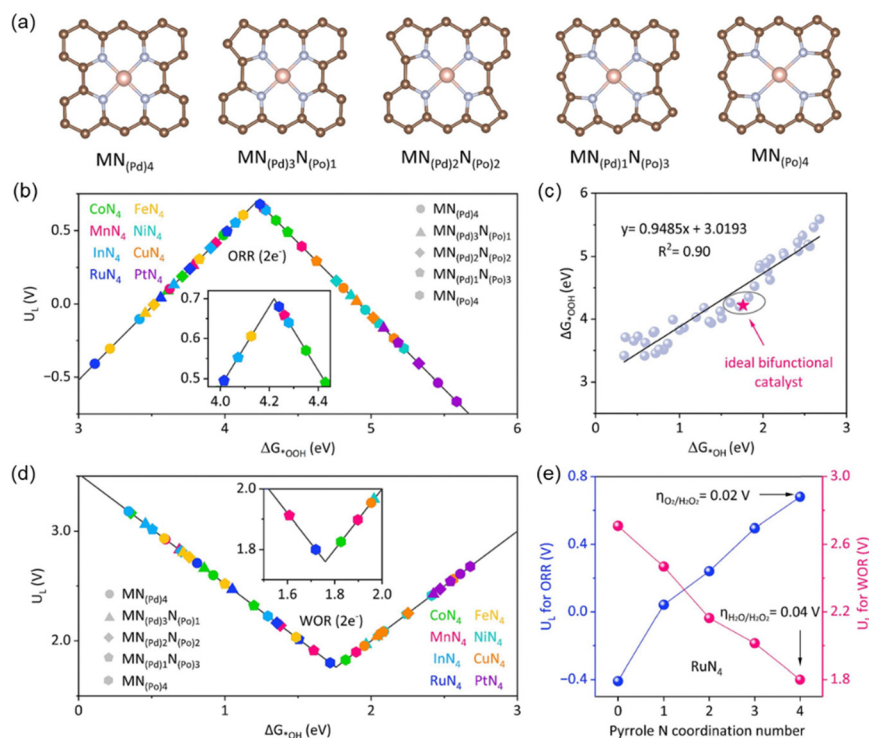 (a)
MN(Pd)4
MN(Pd)3N(Po)1
MN(Pd)2N(Po)2
MN(Pd)1N(Po)3
MN(Po)4
(b)
CoN4 FeN4
MnN4 NiN4
InN4 CuN4
RuN4 PtN4
ORR (2e-)
MN(Pd)4
MN(Pd)3N(Po)1
MN(Pd)2N(Po)2
MN(Pd)1N(Po)3
MN(Po)4
0.5
0.0
−0.5
UL (V)
0.7
0.6
0.5
4.0 4.2 4.4
3 4 5 6
ΔG*OOH (eV)
(c)
6
5
4
3
ΔG*OOH (eV)
y= 0.9485x + 3.0193
R2= 0.90
ideal bifunctional
catalyst
0 1 2 3
ΔG*OH (eV)
(d)
3.0
2.0
UL (V)
2.0
1.8
1.6 1.8 2.0
WOR (2e-)
MN(Pd)4
MN(Pd)3N(Po)1
MN(Pd)2N(Po)2
MN(Pd)1N(Po)3
MN(Po)4
CoN4 FeN4
MnN4 NiN4
InN4 CuN4
RuN4 PtN4
0 1 2 3
ΔG*OH (eV)
(e)
0.8
0.4
0.0
−0.4
UL for ORR (V)
ηO2/H2O2= 0.02 V
ηH2O/H2O2= 0.04 V
RuN4
3.0
2.6
2.2
1.8
UL for WOR (V)
0 1 2 3 4
Pyrrole N coordination number